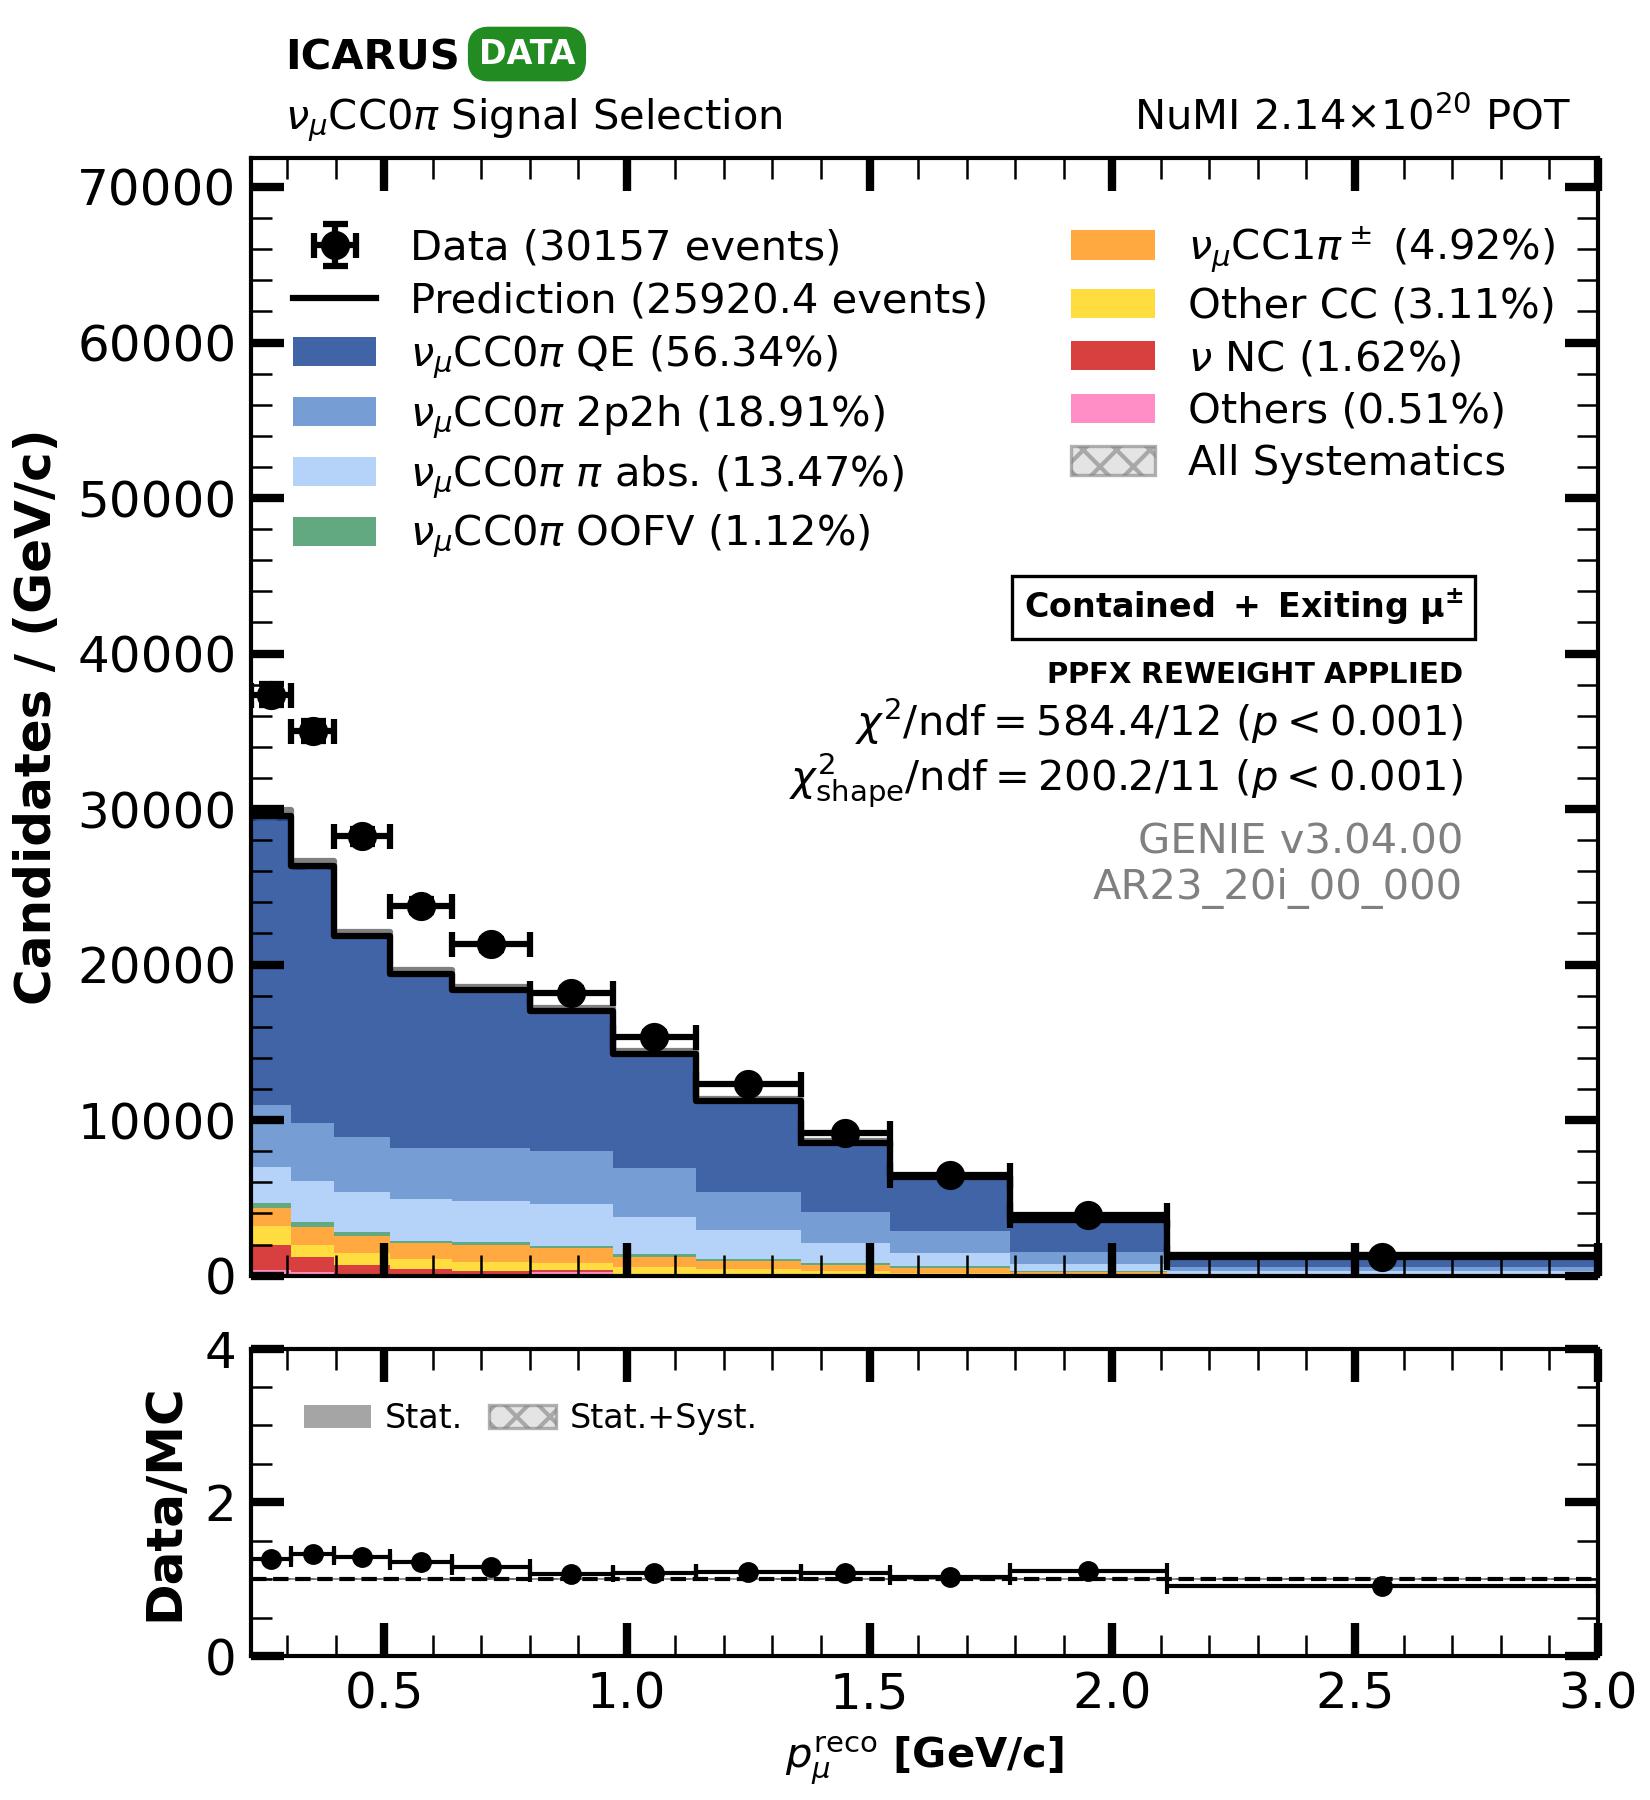 ICARUS DATA
νμCC0π Signal Selection NuMI 2.14×10²⁰ POT
Candidates / (GeV/c)
70000
60000
50000
40000
30000
20000
10000
0
Data (30157 events)
Prediction (25920.4 events)
νμCC0π QE (56.34%)
νμCC0π 2p2h (18.91%)
νμCC0π π abs. (13.47%)
νμCC0π OOFV (1.12%)
νμCC1π± (4.92%)
Other CC (3.11%)
ν NC (1.62%)
Others (0.51%)
All Systematics
Contained + Exiting μ±
PPFX REWEIGHT APPLIED
χ²/ndf = 584.4/12 (p < 0.001)
χ²shape/ndf = 200.2/11 (p < 0.001)
GENIE v3.04.00
AR23_20i_00_000
Data/MC
4
2
0
Stat. Stat.+Syst.
0.5 1.0 1.5 2.0 2.5 3.0
pμreco [GeV/c]